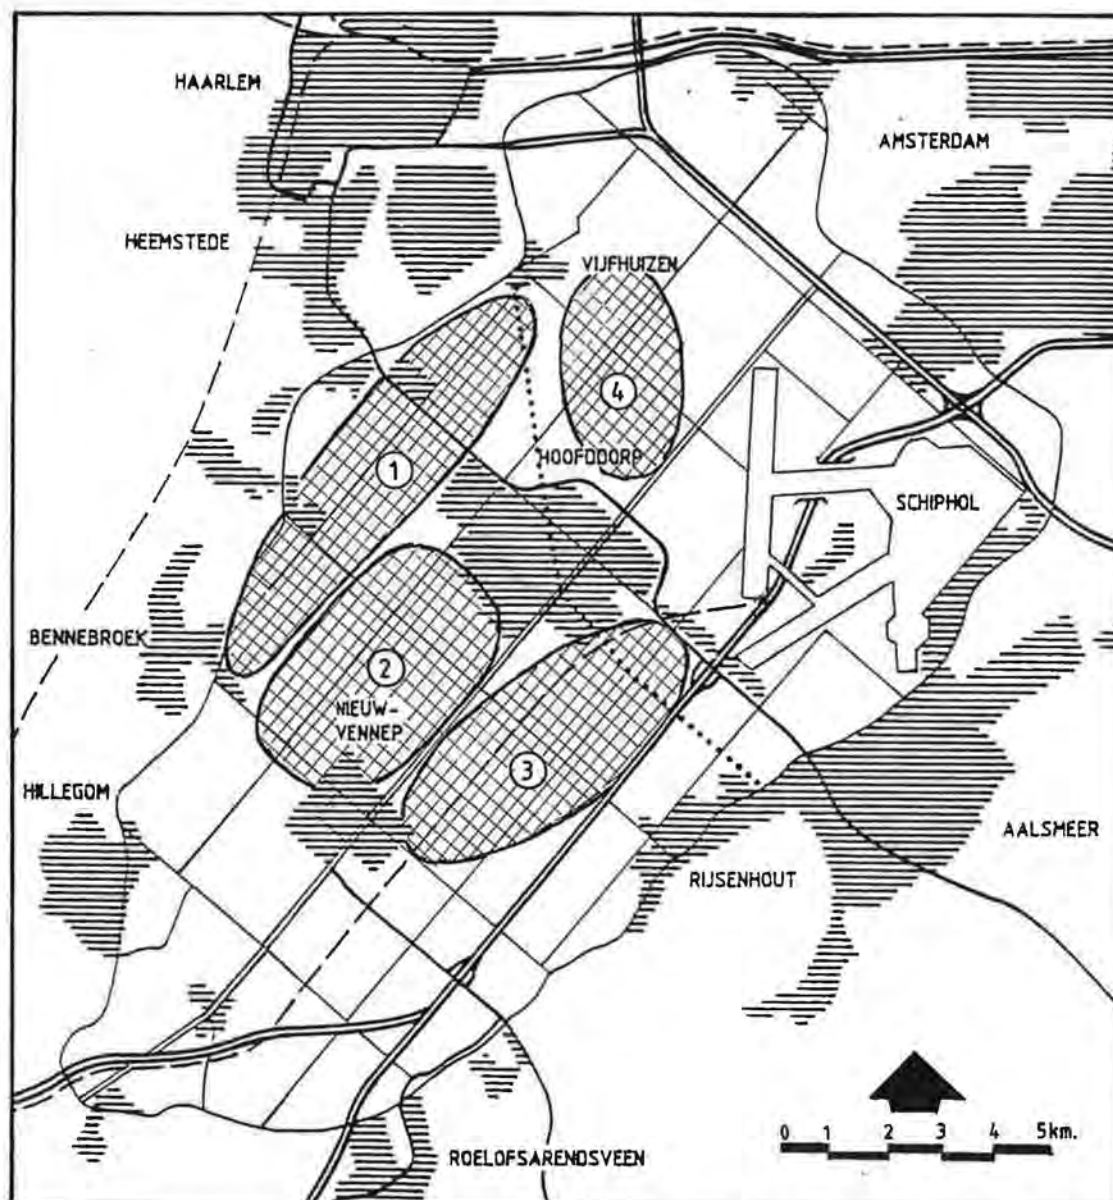 HAARLEM
AMSTERDAM
HEEMSTEDE
VIJFHUIZEN
4
HOOFDDORP
1
SCHIPHOL
BENNEBROEK
2
NIEUW-
VENNEP
3
HILLEGOM
AALSMEER
RIJSENHOUT
0 1 2 3 4 5km.
ROELOFSARENDSVEEN